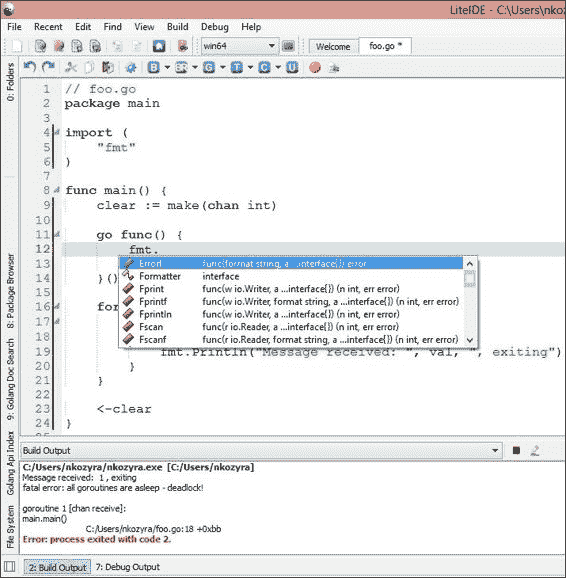 LiteIDE - C:\Users\nko
File Recent Edit Find View Build Debug Options Help
win64 Welcome foo.go *
B BR G T C U
0: Folders
8: Package Browser
9: Golang Doc Search
Golang Api Index
File System
1 // foo.go
2 package main
3
4 import (
5 "fmt"
6 )
7
8 func main() {
9 clear := make(chan int)
10
11 go func() {
12 fmt.
13
14 }()
15
16 for
17
18
19 fmt.Println("Message received: ", val, ", exiting")
20 }
21 }
22
23 <-clear
24 }
25
Errorf func(format string, a ...interface{}) error
Formatter interface
Fprint func(w io.Writer, a ...interface{}) (n int, err error)
Fprintf func(w io.Writer, format string, a ...interface{}) (n int, err error)
Fprintln func(w io.Writer, a ...interface{}) (n int, err error)
Fscan func(r io.Reader, a ...interface{}) (n int, err error)
Fscanf func(r io.Reader, format string, a ...interface{}) (n int, err error)
Build Output
C:/Users/nkozyra/nkozyra.exe [C:/Users/nkozyra]
Message received: 1 , exiting
fatal error: all goroutines are asleep - deadlock!
goroutine 1 [chan receive]:
main.main()
C:/Users/nkozyra/foo.go:18 +0xbb
Error: process exited with code 2.
2: Build Output 7: Debug Output